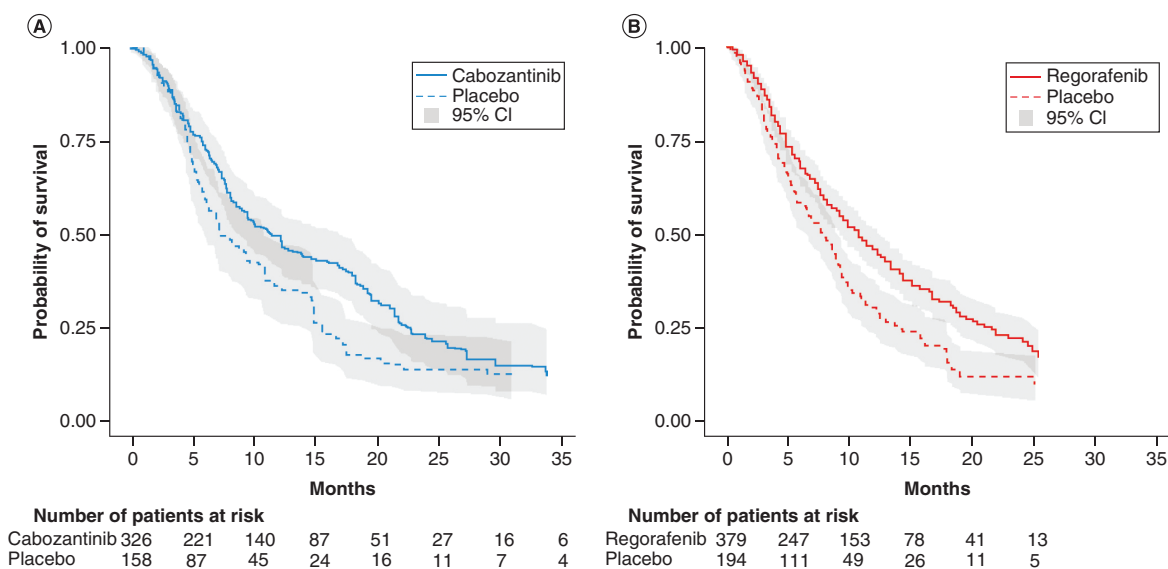 A
1.00
0.75
0.50
0.25
0.00
Probability of survival
Cabozantinib
Placebo
95% CI
0 5 10 15 20 25 30 35
Months
Number of patients at risk
Cabozantinib 326 221 140 87 51 27 16 6
Placebo 158 87 45 24 16 11 7 4
B
1.00
0.75
0.50
0.25
0.00
Probability of survival
Regorafenib
Placebo
95% CI
0 5 10 15 20 25 30 35
Months
Number of patients at risk
Regorafenib 379 247 153 78 41 13
Placebo 194 111 49 26 11 5